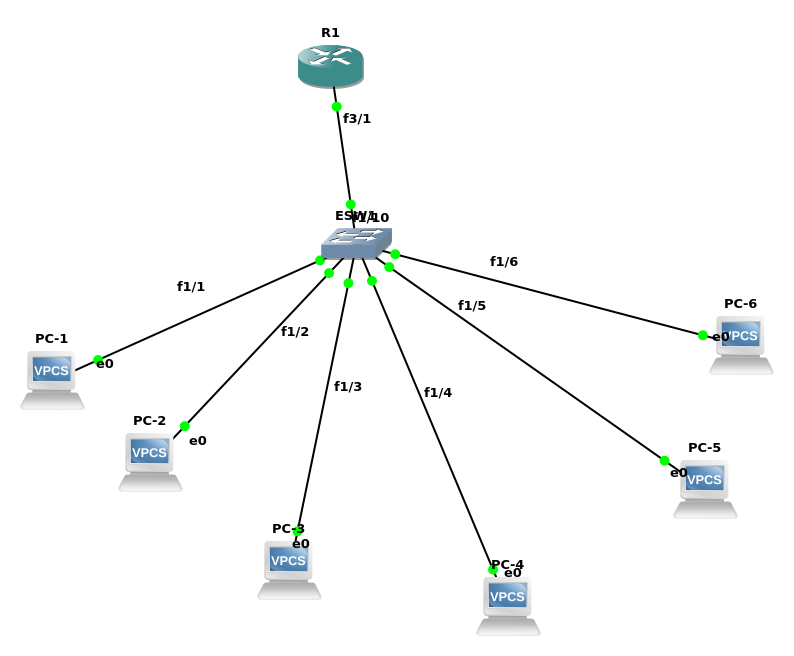 R1
f3/1
ESW1
f1/10
f1/1
f1/6
f1/5
f1/2
f1/3
f1/4
PC-1
e0
VPCS
PC-2
e0
VPCS
PC-3
e0
VPCS
PC-4
e0
VPCS
PC-5
e0
VPCS
PC-6
e0
VPCS